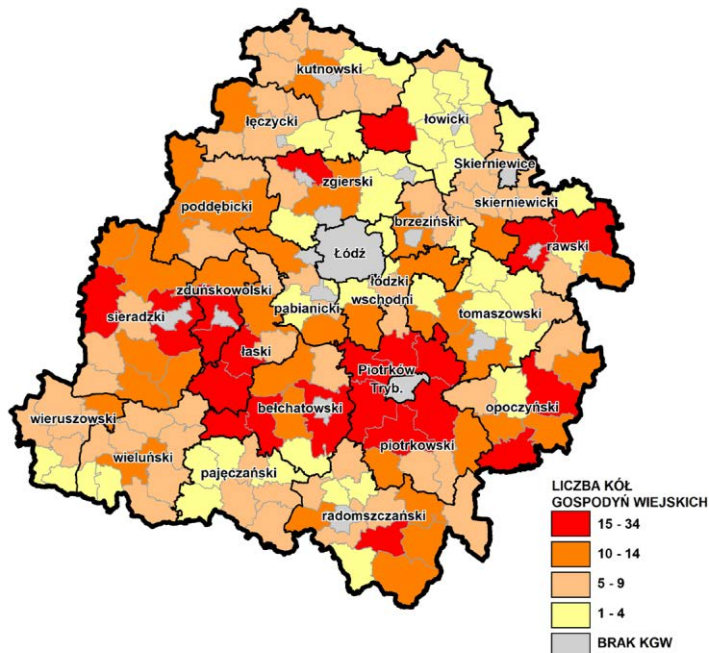 kutnowski
łęczycki
łowicki
Skierniewice
zgierski
skierniewicki
poddębicki
brzeziński
rawski
Łódź
zduńskowolski
łódzki
wschodni
sieradzki
pabianicki
tomaszowski
łaski
Piotrków
Tryb.
bełchatowski
opoczyński
wieruszowski
piotrkowski
wieluński
pajęczański
radomszczański
LICZBA KÓŁ
GOSPODYŃ WIEJSKICH
15 - 34
10 - 14
5 - 9
1 - 4
BRAK KGW